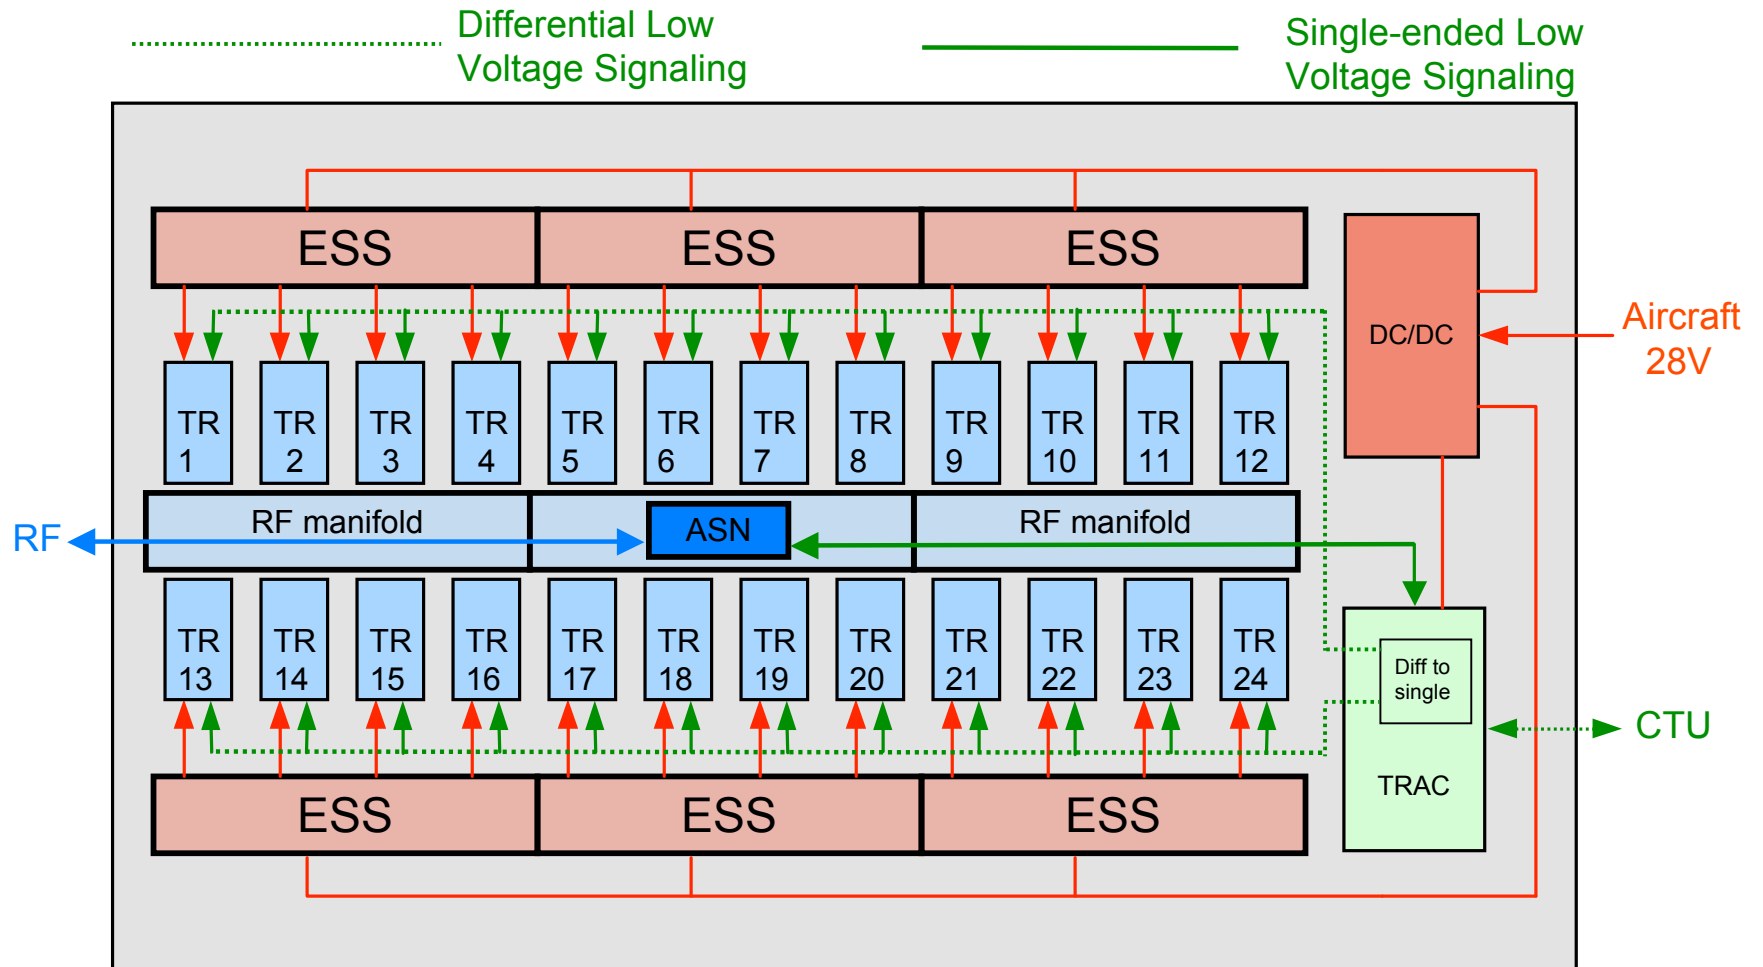 Differential Low
Voltage Signaling
Single-ended Low
Voltage Signaling
ESS
ESS
ESS
DC/DC
Aircraft
28V
TR
1
TR
2
TR
3
TR
4
TR
5
TR
6
TR
7
TR
8
TR
9
TR
10
TR
11
TR
12
RF
RF manifold
ASN
RF manifold
TR
13
TR
14
TR
15
TR
16
TR
17
TR
18
TR
19
TR
20
TR
21
TR
22
TR
23
TR
24
Diff to
single
CTU
TRAC
ESS
ESS
ESS